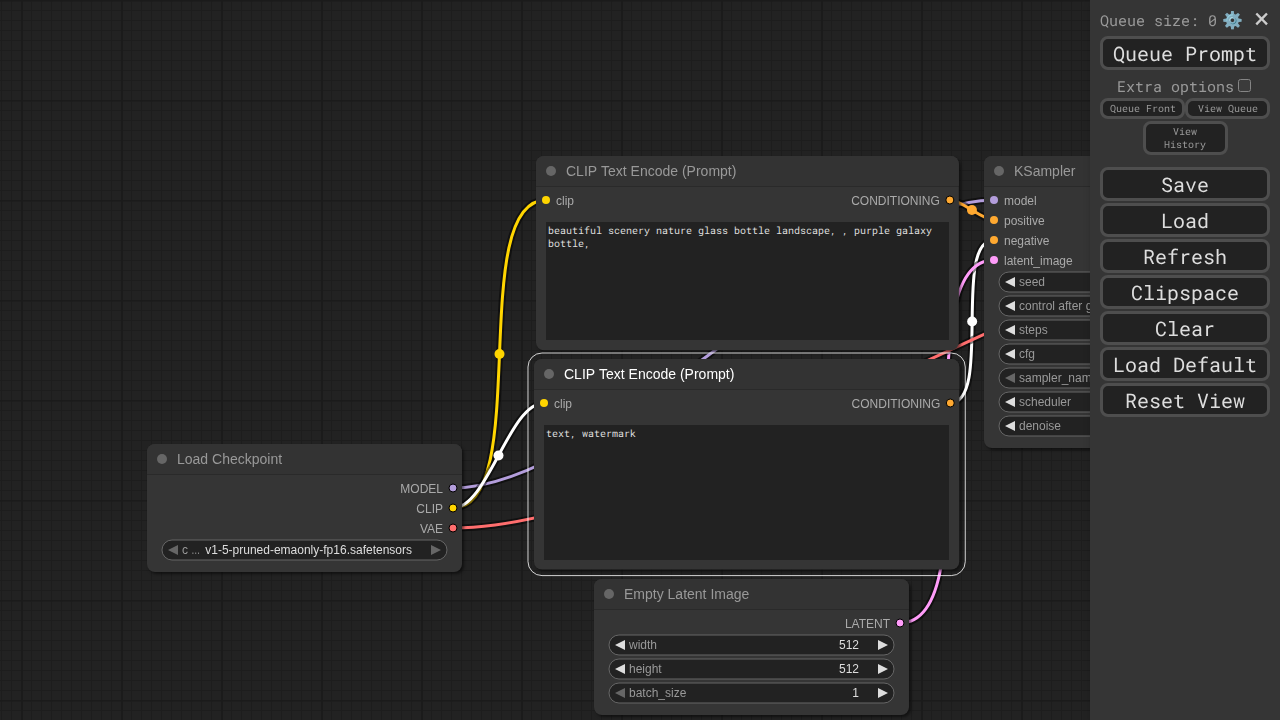 Queue size: 0
Queue Prompt
Extra options
Queue Front
View Queue
View
History
Save
Load
Refresh
Clipspace
Clear
Load Default
Reset View
CLIP Text Encode (Prompt)
clip
CONDITIONING
beautiful scenery nature glass bottle landscape, , purple galaxy
bottle,
KSampler
model
positive
negative
latent_image
seed
control after g
steps
cfg
sampler_nam
scheduler
denoise
CLIP Text Encode (Prompt)
clip
CONDITIONING
text, watermark
Load Checkpoint
MODEL
CLIP
VAE
c ... v1-5-pruned-emaonly-fp16.safetensors
Empty Latent Image
LATENT
width 512
height 512
batch_size 1